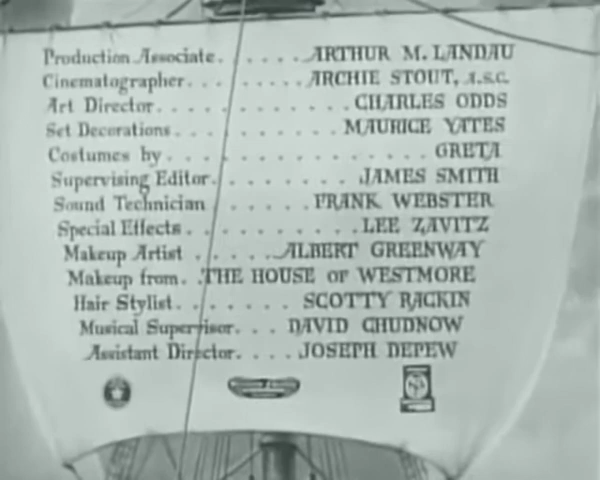 Production Associate. . . . . . ARTHUR M. LANDAU
Cinematographer. . . . . . . . . ARCHIE STOUT, A.S.C.
Art Director. . . . . . . . . . . . CHARLES ODDS
Set Decorations . . . . . . . . . . MAURICE YATES
Costumes by . . . . . . . . . . . . . . . GRETA
Supervising Editor. . . . . . . . JAMES SMITH
Sound Technician . . . . . FRANK WEBSTER
Special Effects . . . . . . . . . . LEE ZAVITZ
Makeup Artist . . . . . . ALBERT GREENWAY
Makeup from. . THE HOUSE OF WESTMORE
Hair Stylist. . . . . . . . SCOTTY RACKIN
Musical Supervisor. . . . DAVID CHUDNOW
Assistant Director. . . . . JOSEPH DEPEW